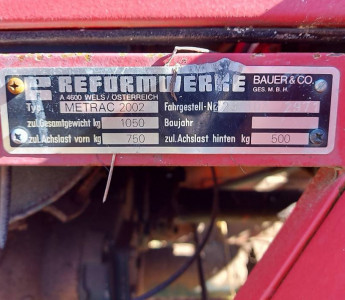 REFORMWERKE BAUER & CO.
A 4600 WELS / ÖSTERREICH GES. M. B. H.
Typ METRAC 2002 Fahrgestell-Nr.
zul. Gesamtgewicht kg 1050 Baujahr
zul. Achslast vorn kg 750 zul. Achslast hinten kg 500